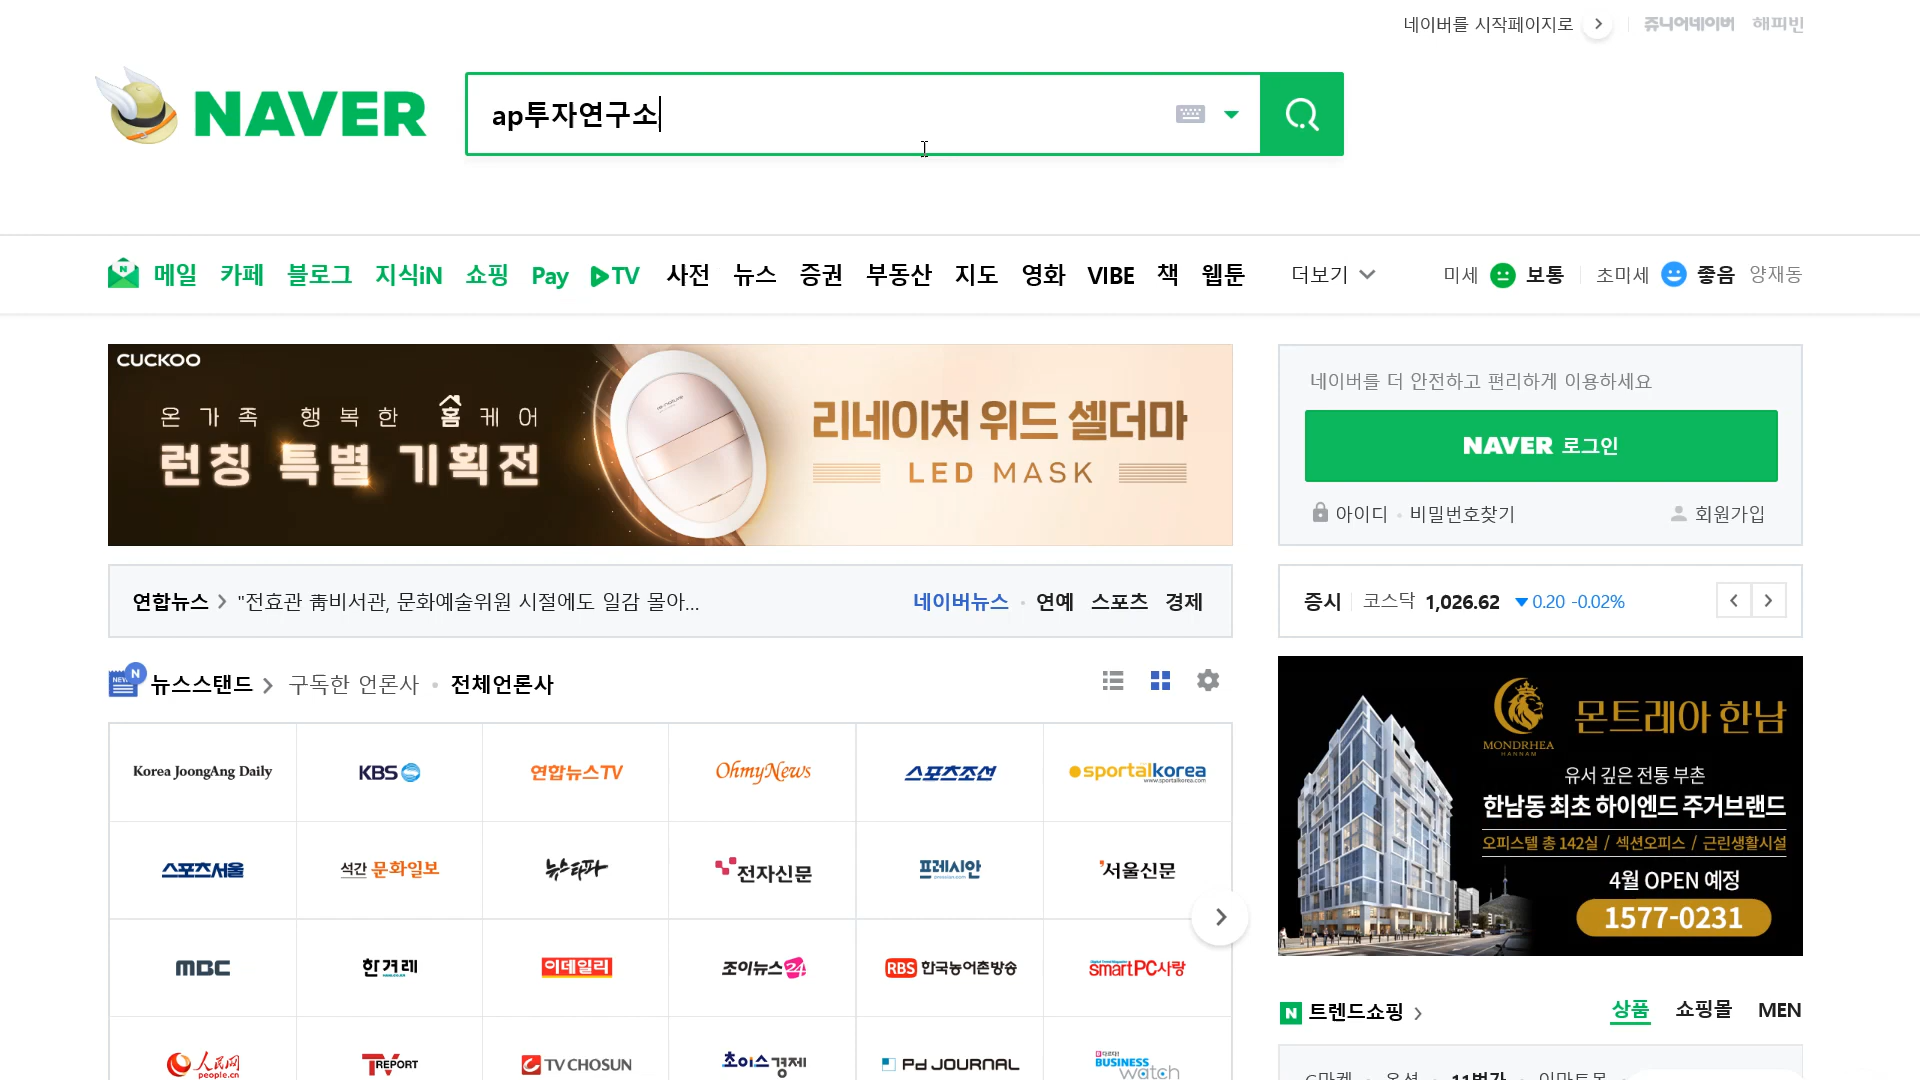 네이버를 시작페이지로
쥬니어네이버 해피빈
NAVER
ap투자연구소
메일 카페 블로그 지식iN 쇼핑 Pay TV 사전 뉴스 증권 부동산 지도 영화 VIBE 책 웹툰 더보기
미세 보통 초미세 좋음 양재동
CUCKOO
온가족 행복한 홈케어
런칭 특별 기획전
리네이처 위드 셀더마
LED MASK
네이버를 더 안전하고 편리하게 이용하세요
NAVER 로그인
아이디 · 비밀번호찾기
회원가입
연합뉴스 > "전효관 靑비서관, 문화예술위원 시절에도 일감 몰아...
네이버뉴스 · 연예 스포츠 경제
증시 코스닥 1,026.62 ▼0.20 -0.02%
뉴스스탠드 > 구독한 언론사 · 전체언론사
Korea JoongAng Daily
KBS
연합뉴스TV
OhmyNews
스포츠조선
sportalkorea
www.sportalkorea.com
스포츠서울
석간 문화일보
뉴스타파
전자신문
프레시안
서울신문
MBC
한겨레
이데일리
조이뉴스24
RBS 한국농어촌방송
smartPC사랑
人民网
people.cn
TV REPORT
TV CHOSUN
초이스경제
Pd JOURNAL
BUSINESS
watch
MONDRHEA
HANNAM
몬트레아 한남
유서 깊은 전통 부촌
한남동 최초 하이엔드 주거브랜드
오피스텔 총 142실 / 섹션오피스 / 근린생활시설
4월 OPEN 예정
1577-0231
N 트렌드쇼핑 >
상품 쇼핑몰 MEN